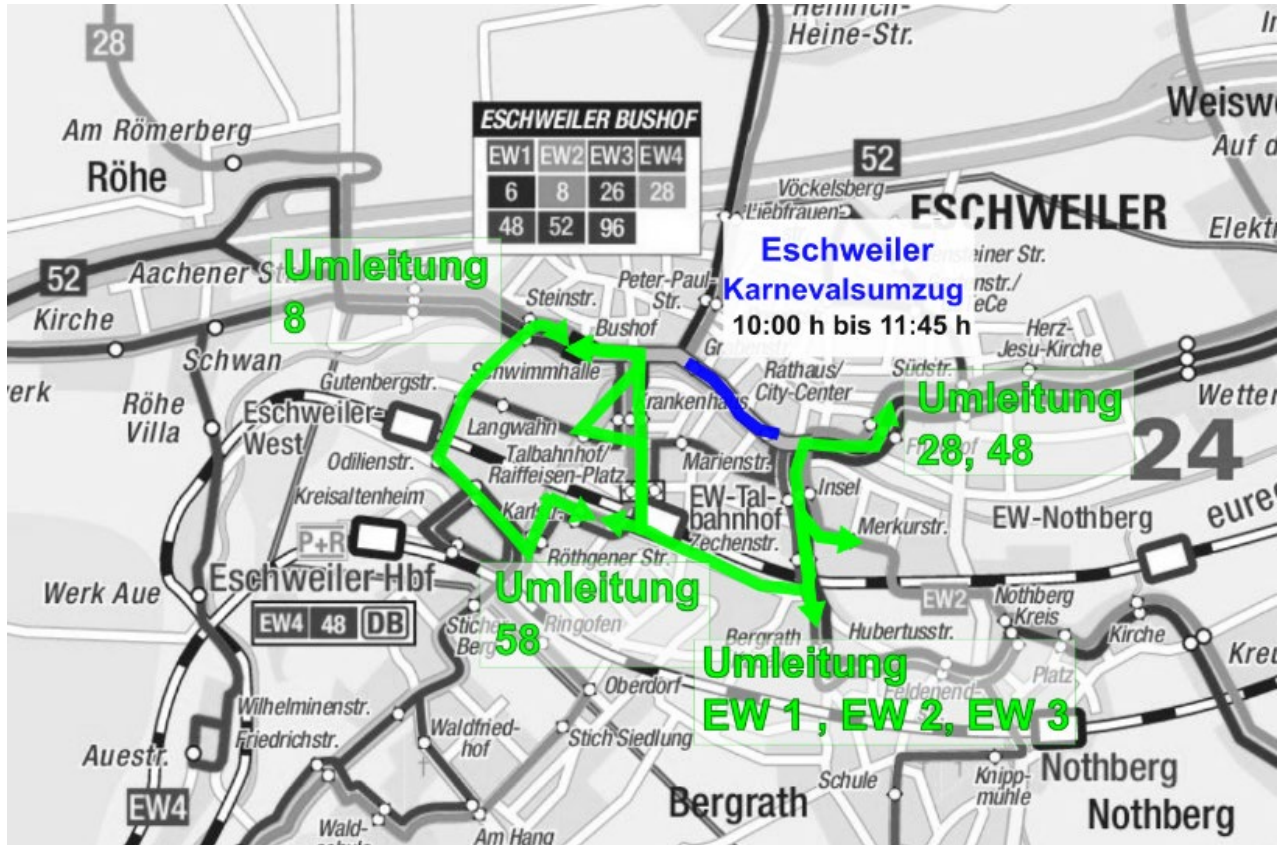 Heinrich-
Heine-Str.
28
Am Römerberg
Röhe
ESCHWEILER BUSHOF
EW1 EW2 EW3 EW4
6 8 26 28
48 52 96
52
Vöckelsberg
Liebfrauen-
ESCHWEILER
Auf d
Elektr
Umleitung
8
52
Aachener St
Kirche
Schwan
Steinstr.
Bushof
Peter-Paul-
Str.
Eschweiler
Karnevalsumzug
10:00 h bis 11:45 h
einer Str.
nstr./
eCe
Herz-
Jesu-Kirche
Rathaus/
City-Center
Südstr.
Umleitung
28, 48
24
Röhe
Villa
Gutenbergstr.
Schwimmhalle
Krankenhaus
Eschweiler-
West
Langwahn
Odilienstr.
Talbahnhof/
Raiffeisen-Platz
Marienstr.
Kreisaltenheim
P+R
EW-Tal-
bahnhof
Zechenstr.
Insel
Merkurstr.
EW-Nothberg
Röthgener Str.
Werk Aue
Eschweiler Hbf
EW4 48 DB
Umleitung
58
Ringofen
EW2
Nothberg
Kreis
Kirche
Bergrath
Hubertusstr.
Platz
Umleitung
EW 1 , EW 2, EW 3
Oberdorf
Stich Siedlung
Wilhelminenstr.
Friedrichstr.
Waldfried-
hof
Auestr.
EW4
Wald-
Am Hang
Bergrath
Schule
Knipp-
mühle
Nothberg
Nothberg